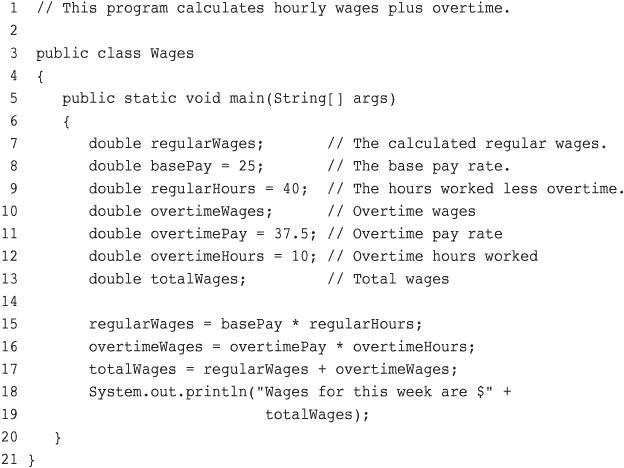 1 // This program calculates hourly wages plus overtime.
2
3 public class Wages
4 {
5 public static void main(String[] args)
6 {
7 double regularWages; // The calculated regular wages.
8 double basePay = 25; // The base pay rate.
9 double regularHours = 40; // The hours worked less overtime.
10 double overtimeWages; // Overtime wages
11 double overtimePay = 37.5; // Overtime pay rate
12 double overtimeHours = 10; // Overtime hours worked
13 double totalWages; // Total wages
14
15 regularWages = basePay * regularHours;
16 overtimeWages = overtimePay * overtimeHours;
17 totalWages = regularWages + overtimeWages;
18 System.out.println("Wages for this week are $" +
19 totalWages);
20 }
21 }